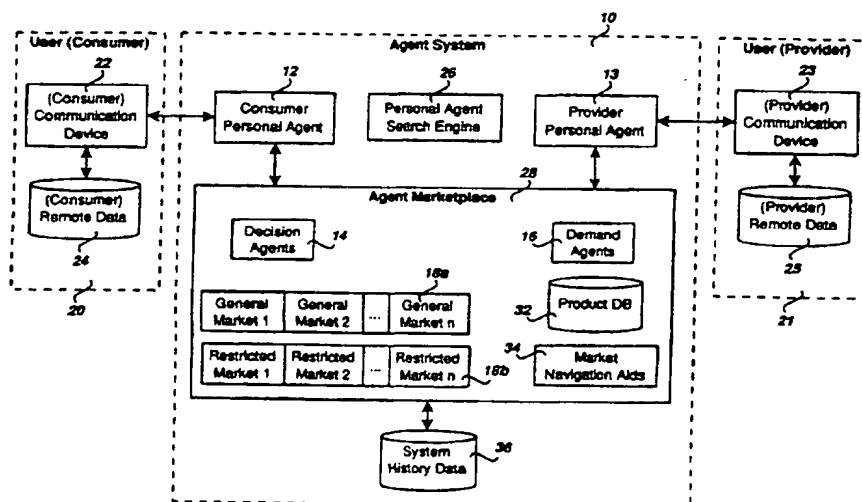 User (Consumer)
Agent System
10
User (Provider)
22
12
26
13
23
(Consumer)
Communication
Device
Consumer
Personal Agent
Personal Agent
Search Engine
Provider
Personal Agent
(Provider)
Communication
Device
28
Agent Marketplace
(Consumer)
Remote Data
(Provider)
Remote Data
Decision
Agents
14
16
Demand
Agents
24
25
18a
20
General
Market 1
General
Market 2
...
General
Market n
32
Product DB
21
Restricted
Market 1
Restricted
Market 2
...
Restricted
Market n
18b
34
Market
Navigation Aids
System
History Data
36